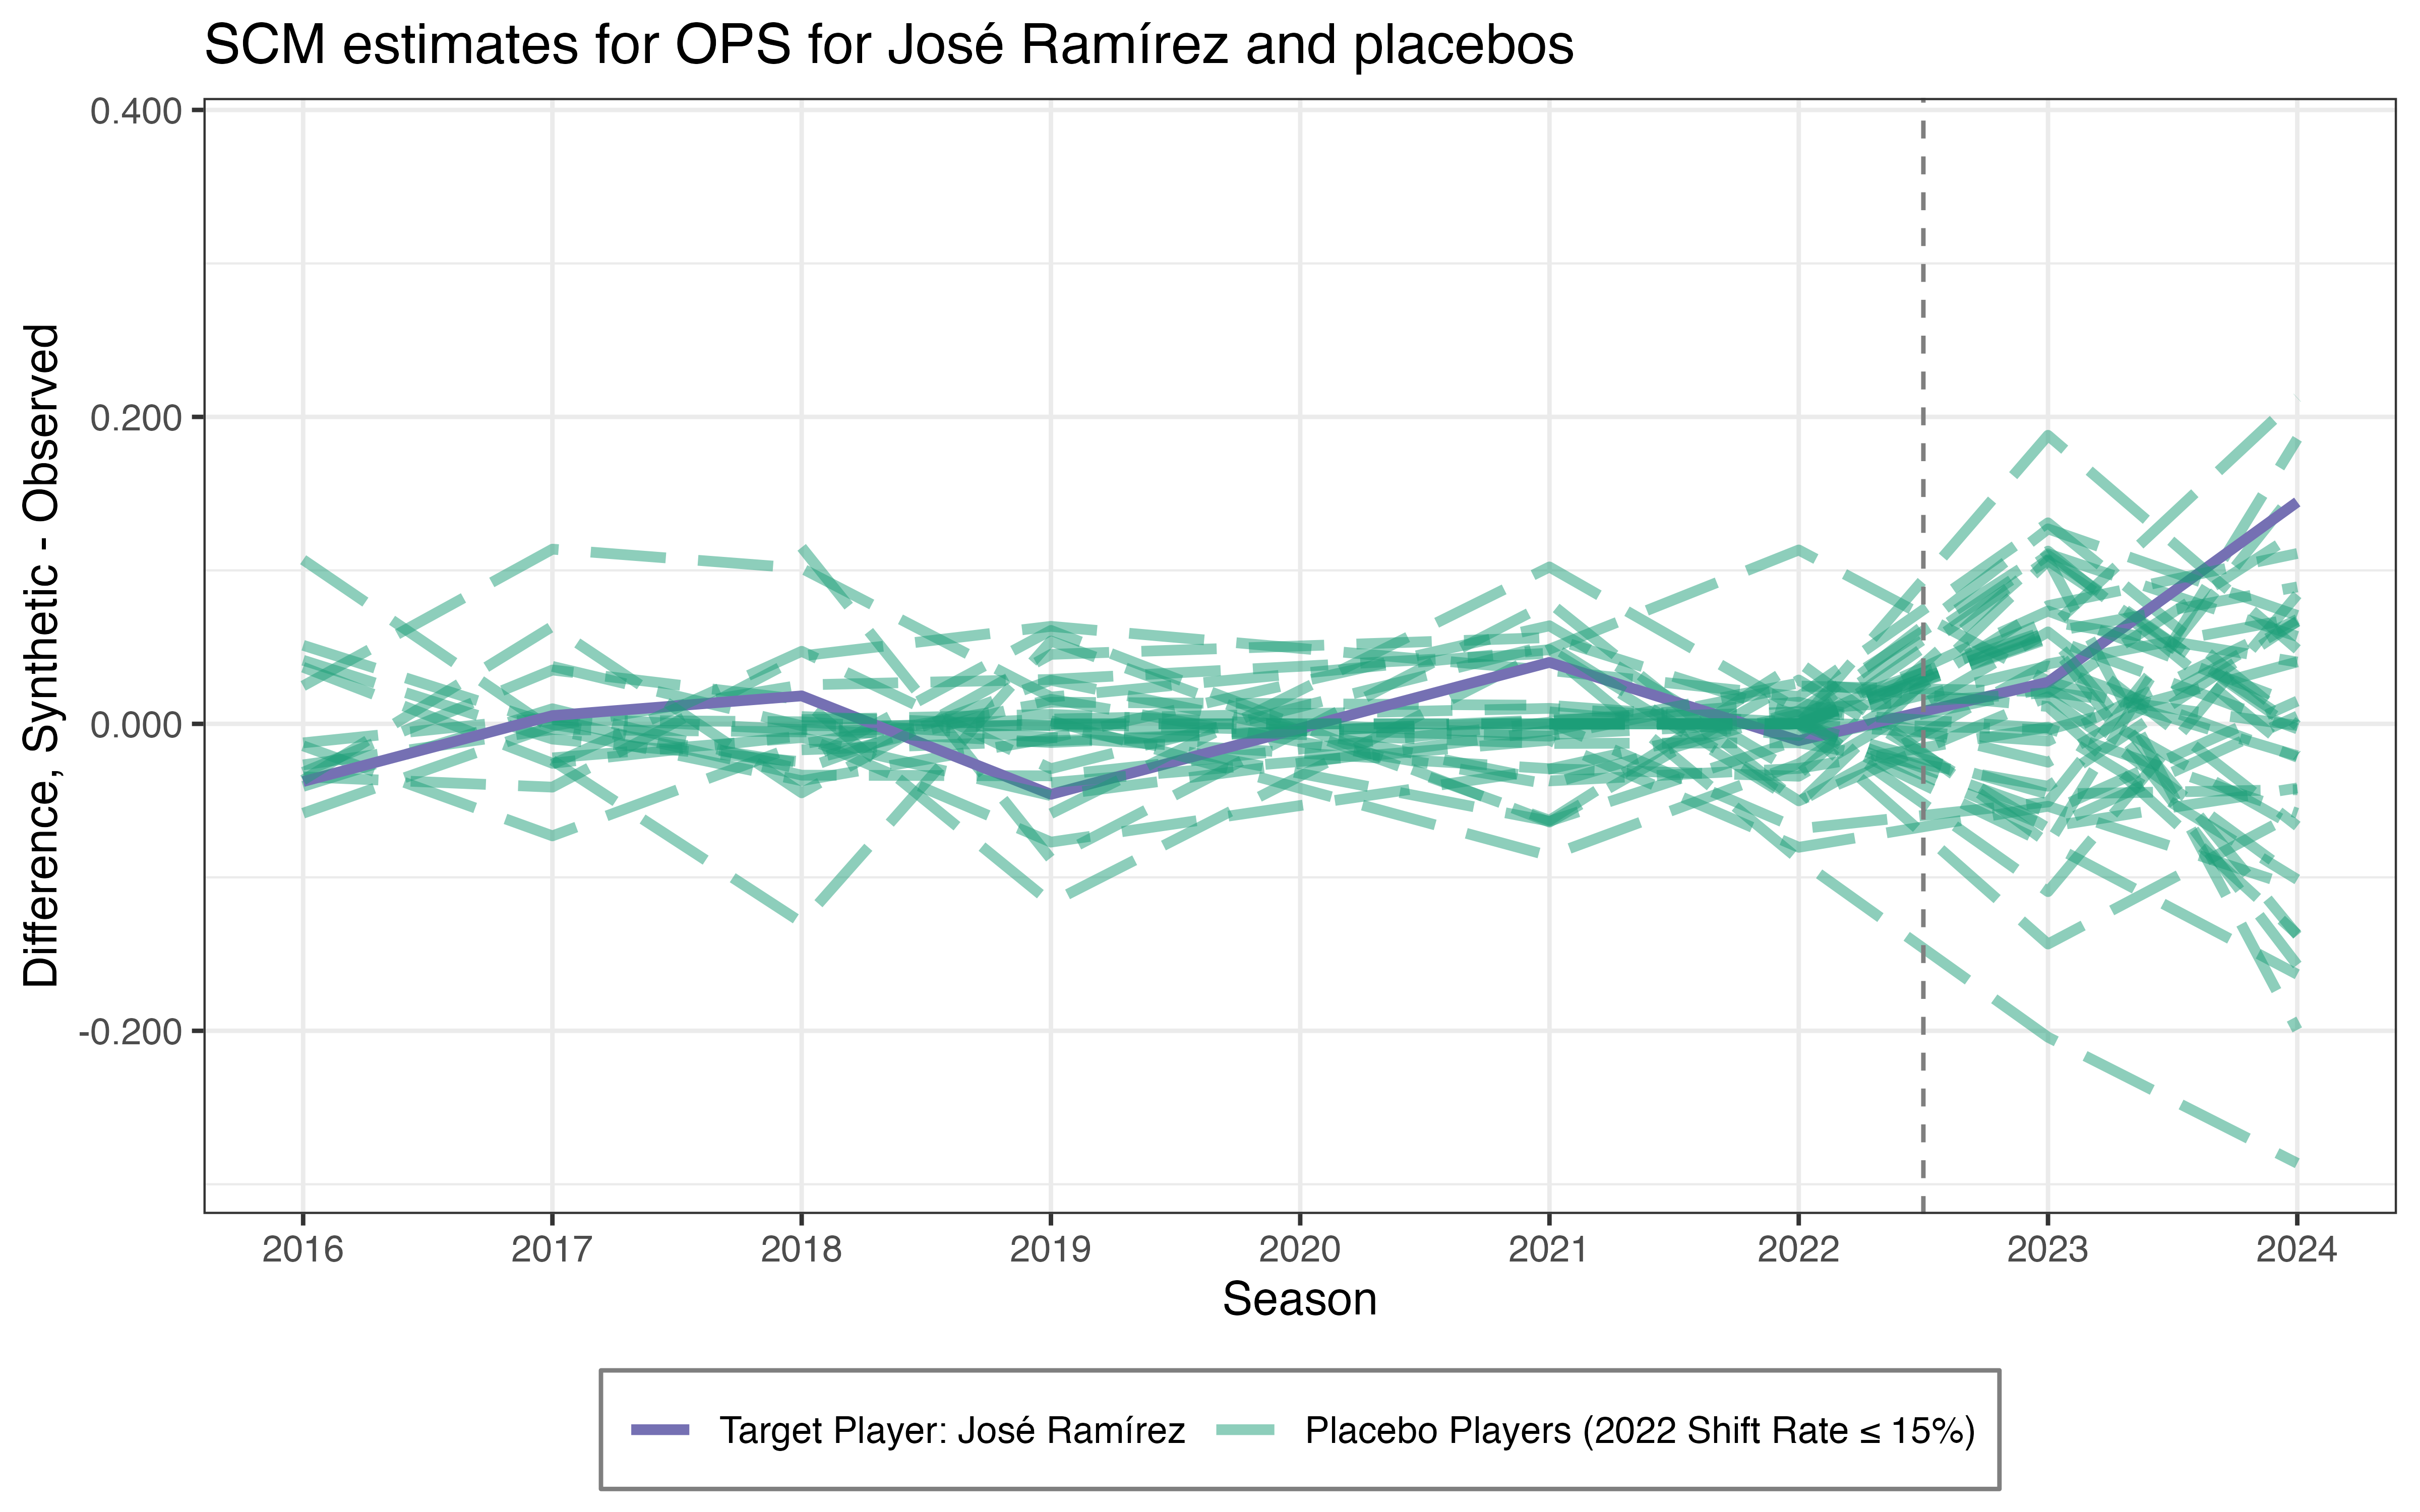 SCM estimates for OPS for José Ramírez and placebos
Difference, Synthetic - Observed
0.400
0.200
0.000
-0.200
2016 2017 2018 2019 2020 2021 2022 2023 2024
Season
Target Player: José Ramírez Placebo Players (2022 Shift Rate ≤ 15%)